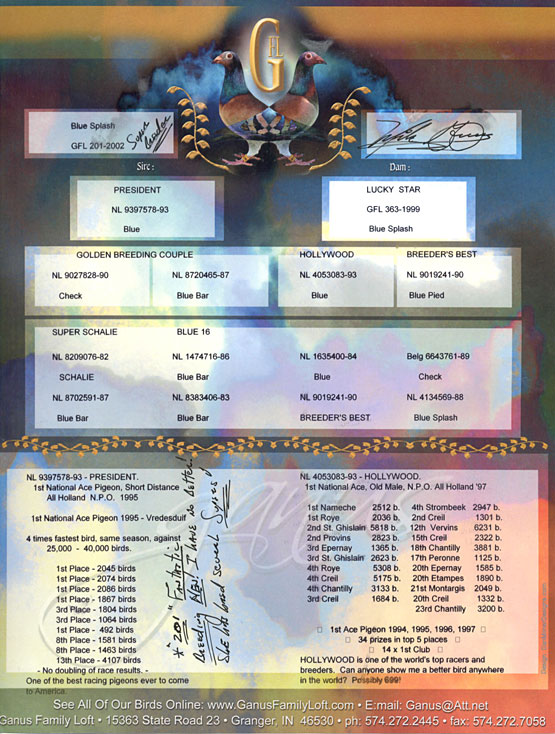 G FL
Blue Splash
GFL 201-2002
Super Breeder
Sire:
Dam:
PRESIDENT
NL 9397578-93
Blue
LUCKY STAR
GFL 363-1999
Blue Splash
GOLDEN BREEDING COUPLE
HOLLYWOOD
BREEDER'S BEST
NL 9027828-90
NL 8720465-87
NL 4053083-93
NL 9019241-90
Check
Blue Bar
Blue
Blue Pied
SUPER SCHALIE
BLUE 16
NL 8209076-82
NL 1474716-86
NL 1635400-84
Belg 6643761-89
SCHALIE
Blue Bar
Blue
Check
NL 8702591-87
NL 8383406-83
NL 9019241-90
NL 4134569-88
Blue Bar
Blue Bar
BREEDER'S BEST
Blue Splash
NL 9397578-93 - PRESIDENT.
1st National Ace Pigeon, Short Distance
All Holland N.P.O. 1995
1st National Ace Pigeon 1995 - Vredesduif
4 times fastest bird, same season, against
25,000 - 40,000 birds.
1st Place - 2045 birds
1st Place - 2074 birds
1st Place - 2086 birds
1st Place - 1867 birds
3rd Place - 1804 birds
3rd Place - 1064 birds
1st Place - 492 birds
8th Place - 1581 birds
8th Place - 1463 birds
13th Place - 4107 birds
- No doubling of race results. -
One of the best racing pigeons ever to come
to America.
* "201" Fantastic
Breeding Hen! I have no better!
She has bred several Supers!
NL 4053083-93 - HOLLYWOOD.
1st National Ace, Old Male, N.P.O. All Holland '97
1st Nameche 2512 b. 4th Strombeek 2947 b.
1st Roye 2036 b. 2nd Creil 1301 b.
2nd St. Ghislain 5818 b. 12th Vervins 6231 b.
2nd Provins 2823 b. 15th Creil 2322 b.
3rd Epernay 1365 b. 18th Chantilly 3881 b.
3rd St. Ghislain 2623 b. 17th Peronne 1125 b.
4th Roye 5308 b. 20th Epernay 1585 b.
4th Creil 5175 b. 20th Etampes 1890 b.
4th Chantilly 3133 b. 21st Montargis 2049 b.
3rd Creil 1684 b. 20th Creil 1332 b.
23rd Chantilly 3200 b.
1st Ace Pigeon 1994, 1995, 1996, 1997
34 prizes in top 5 places
14 x 1st Club
HOLLYWOOD is one of the world's top racers and
breeders. Can anyone show me a better bird anywhere
in the world? Possibly 699!
See All Of Our Birds Online: www.GanusFamilyLoft.com • E:mail: Ganus@Att.net
Ganus Family Loft • 15363 State Road 23 • Granger, IN 46530 • ph: 574.272.2445 • fax: 574.272.7058